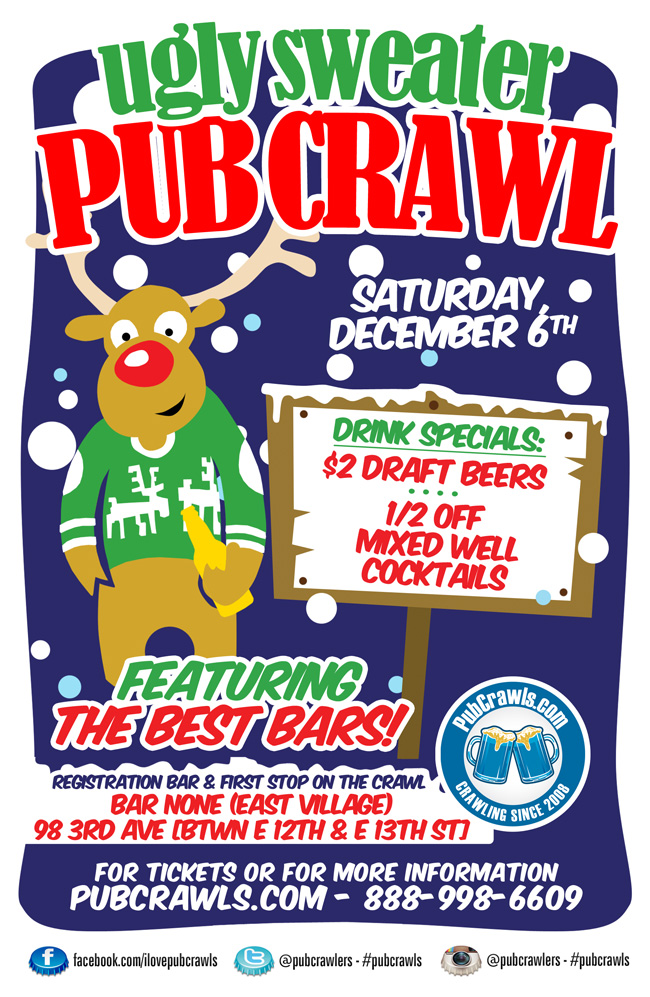 ugly sweater
PUB CRAWL
SATURDAY,
DECEMBER 6TH
DRINK SPECIALS:
$2 DRAFT BEERS
1/2 OFF
MIXED WELL
COCKTAILS
FEATURING
THE BEST BARS!
PubCrawls.com
CRAWLING SINCE 2008
REGISTRATION BAR & FIRST STOP ON THE CRAWL
BAR NONE (EAST VILLAGE)
98 3RD AVE [BTWN E 12TH & E 13TH ST]
FOR TICKETS OR FOR MORE INFORMATION
PUBCRAWLS.COM - 888-998-6609
facebook.com/ilovepubcrawls @pubcrawlers - #pubcrawls @pubcrawlers - #pubcrawls